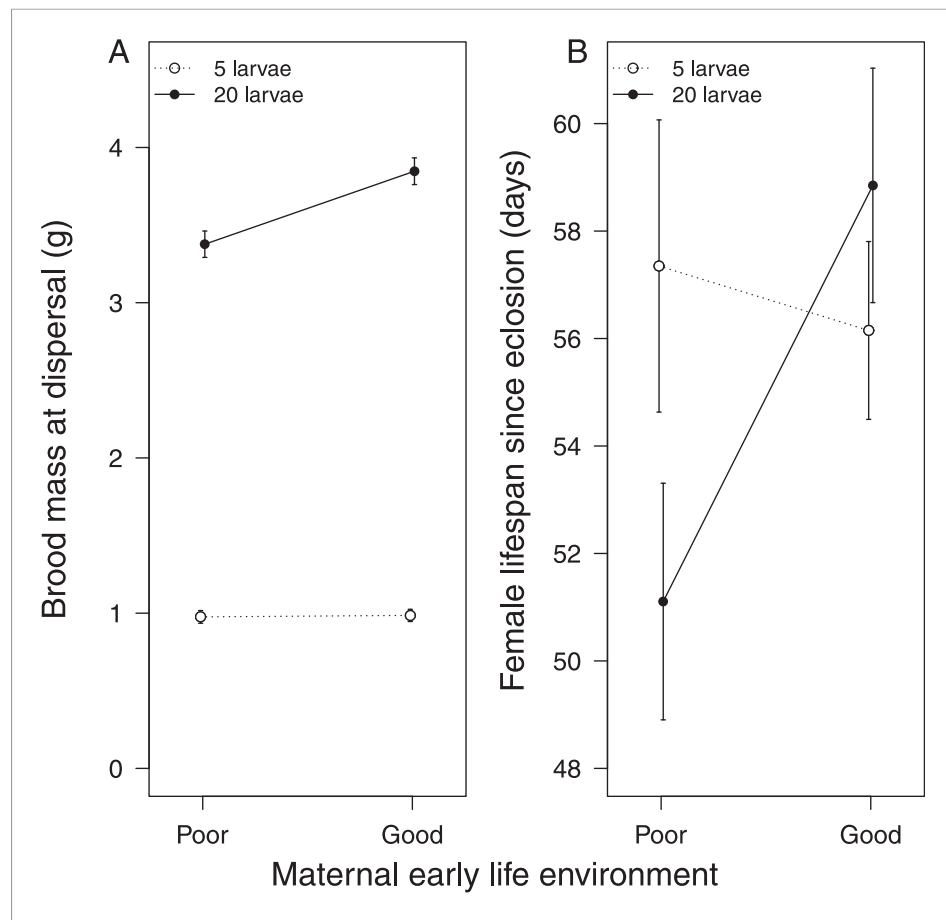 A
5 larvae
20 larvae
Brood mass at dispersal (g)
4
3
2
1
0
Poor
Good
B
5 larvae
20 larvae
Female lifespan since eclosion (days)
60
58
56
54
52
50
48
Poor
Good
Maternal early life environment